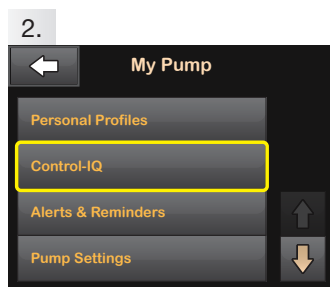 2.
My Pump
Personal Profiles
Control-IQ
Alerts & Reminders
Pump Settings